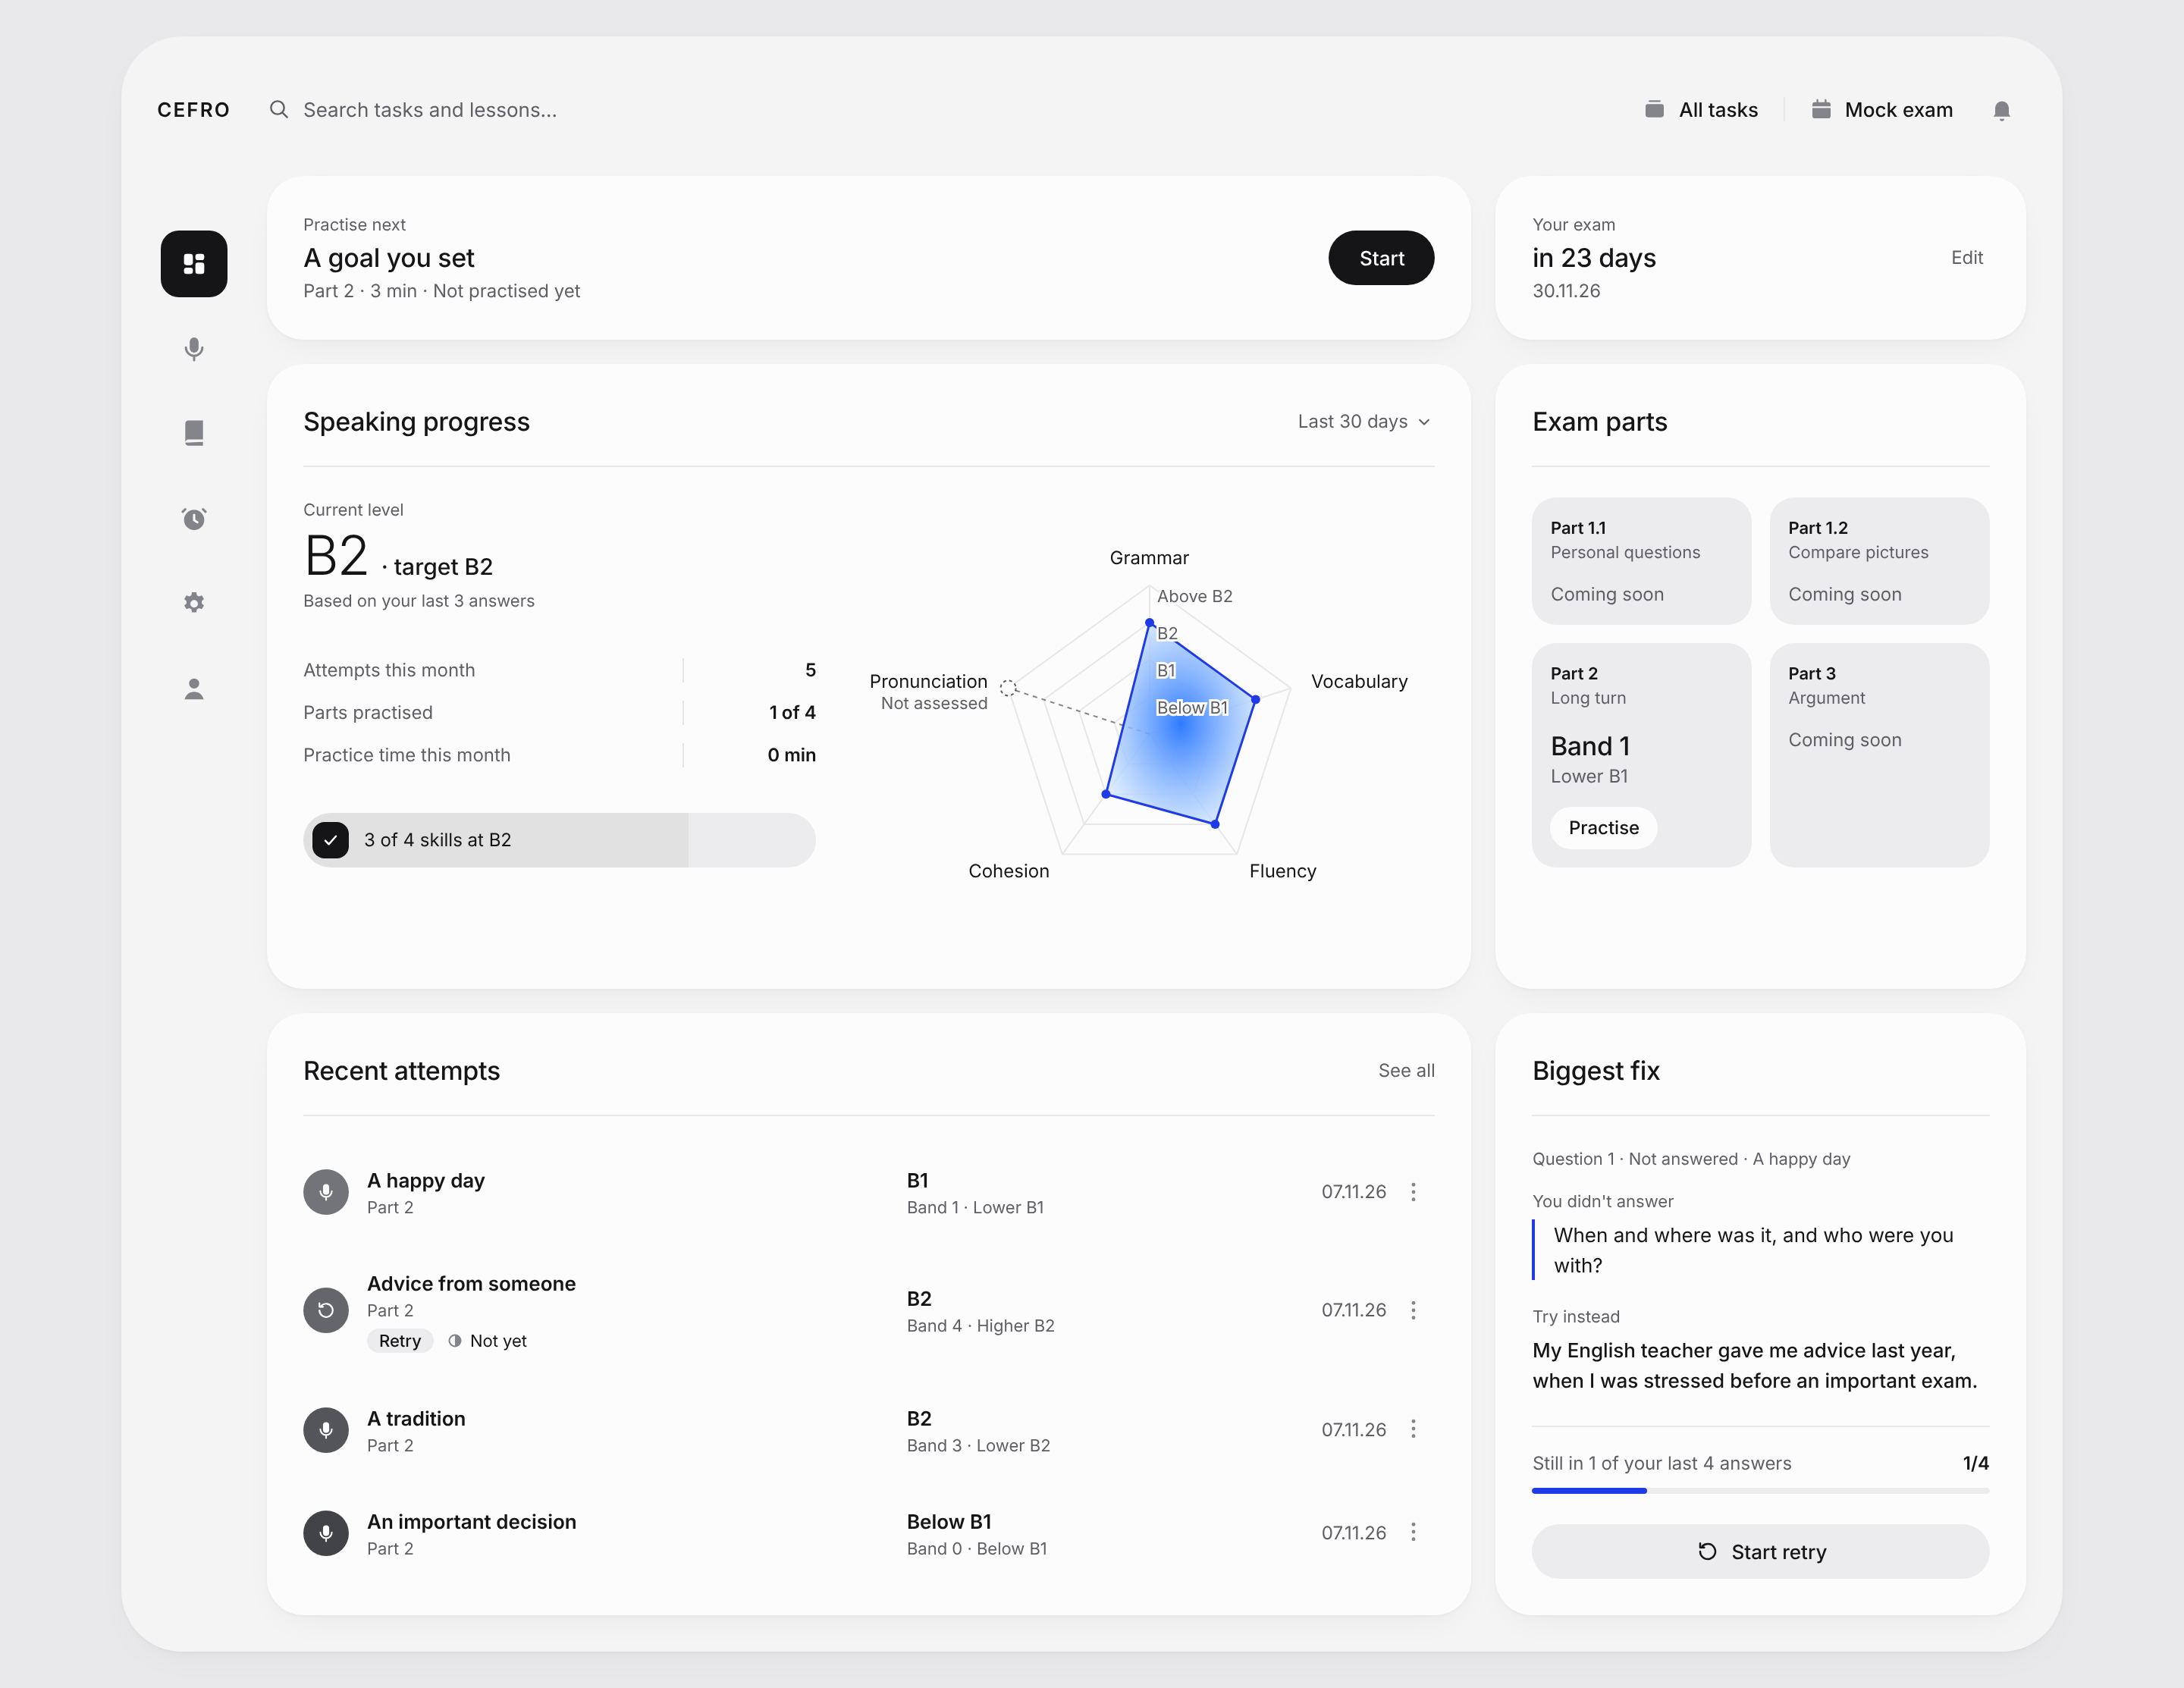 CEFRO
Search tasks and lessons...
All tasks
Mock exam
Practise next
A goal you set
Part 2 · 3 min · Not practised yet
Start
Your exam
in 23 days
30.11.26
Edit
Speaking progress
Last 30 days
Current level
B2 · target B2
Based on your last 3 answers
Attempts this month 5
Parts practised 1 of 4
Practice time this month 0 min
3 of 4 skills at B2
Grammar
Above B2
B2
B1
Below B1
Pronunciation
Not assessed
Vocabulary
Cohesion
Fluency
Exam parts
Part 1.1
Personal questions
Coming soon
Part 1.2
Compare pictures
Coming soon
Part 2
Long turn
Band 1
Lower B1
Practise
Part 3
Argument
Coming soon
Recent attempts
See all
A happy day
Part 2
B1
Band 1 · Lower B1
07.11.26
Advice from someone
Part 2
Retry Not yet
B2
Band 4 · Higher B2
07.11.26
A tradition
Part 2
B2
Band 3 · Lower B2
07.11.26
An important decision
Part 2
Below B1
Band 0 · Below B1
07.11.26
Biggest fix
Question 1 · Not answered · A happy day
You didn't answer
When and where was it, and who were you
with?
Try instead
My English teacher gave me advice last year,
when I was stressed before an important exam.
Still in 1 of your last 4 answers 1/4
Start retry